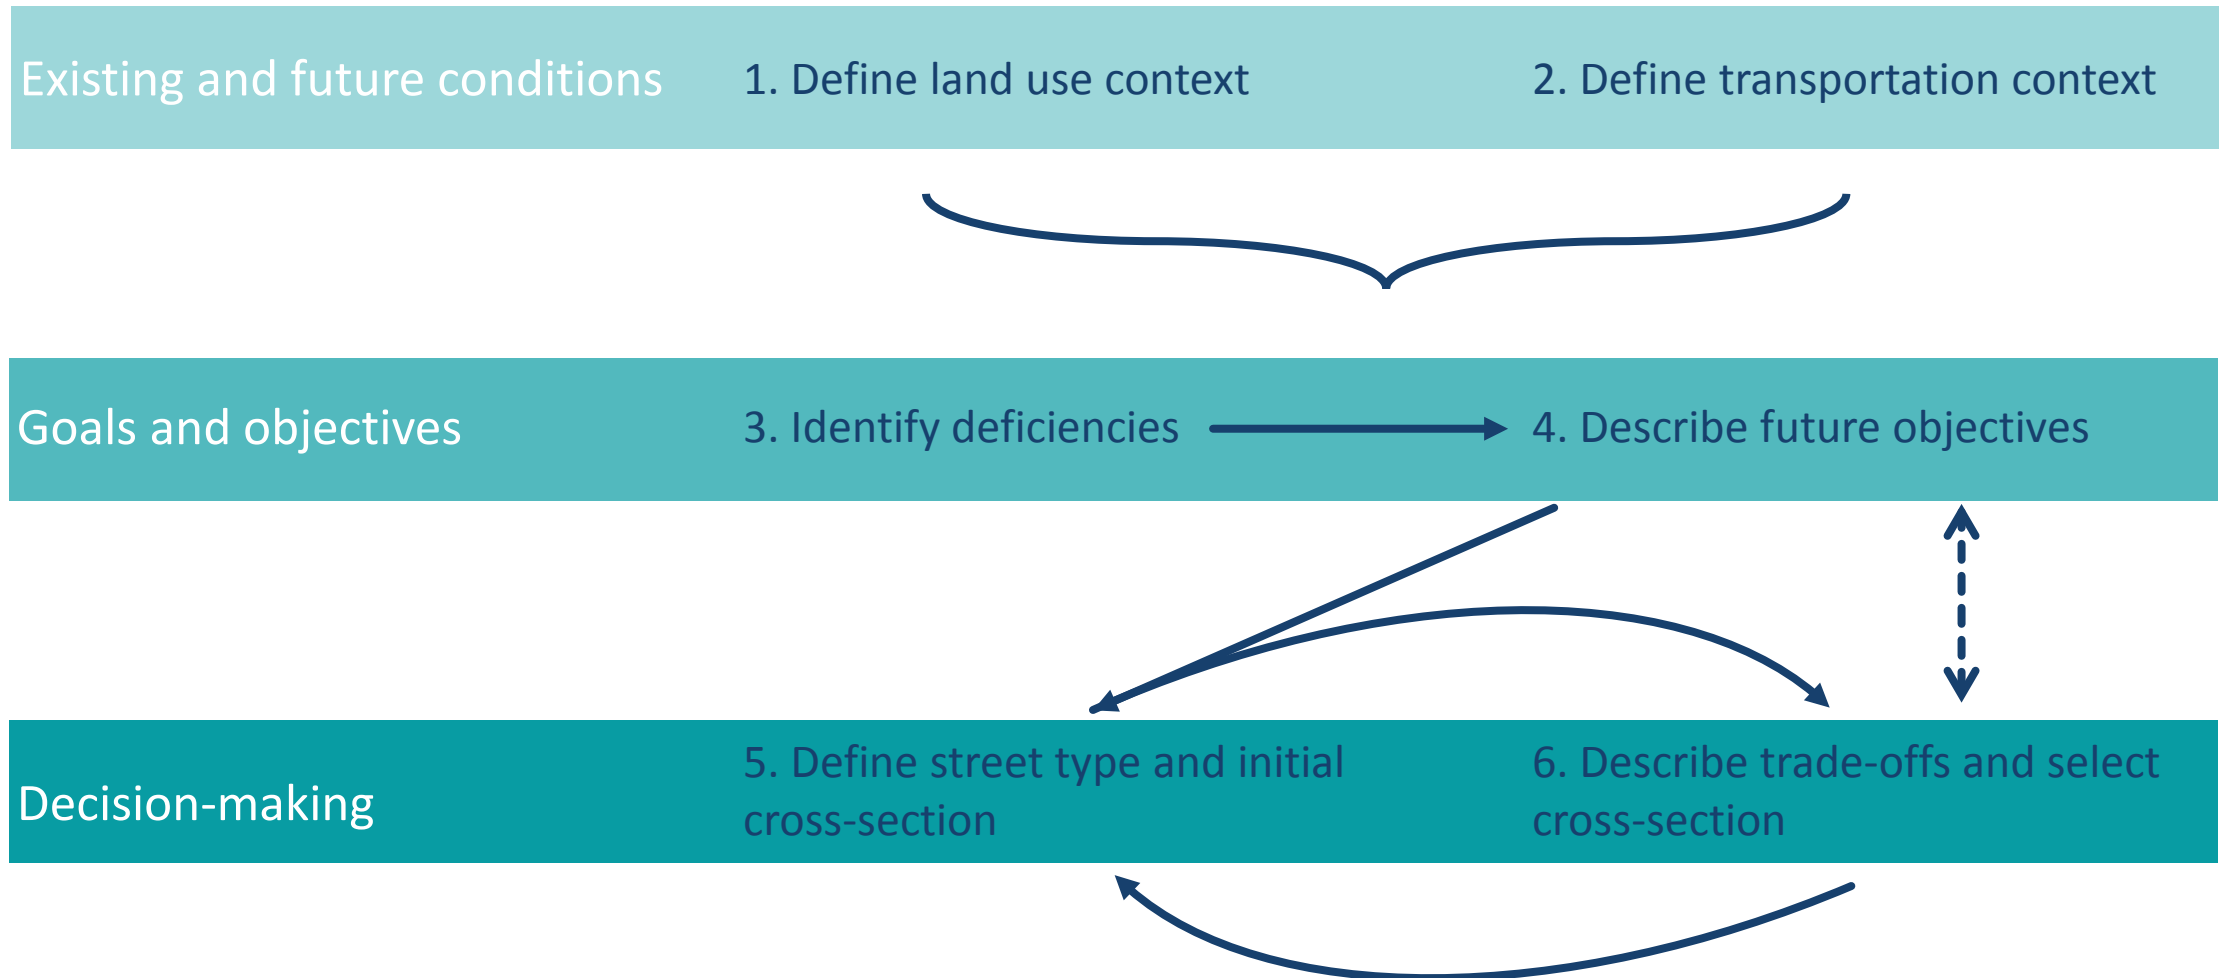 Existing and future conditions
1. Define land use context
2. Define transportation context
Goals and objectives
3. Identify deficiencies
4. Describe future objectives
Decision-making
5. Define street type and initial
cross-section
6. Describe trade-offs and select
cross-section